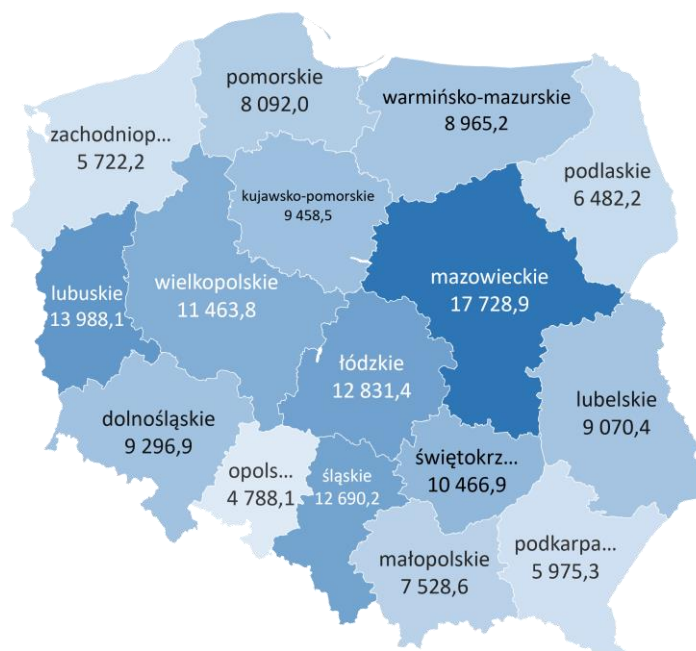 pomorskie
8 092,0
warmińsko-mazurskie
8 965,2
zachodniop...
5 722,2
podlaskie
6 482,2
kujawsko-pomorskie
9 458,5
mazowieckie
17 728,9
wielkopolskie
11 463,8
lubuskie
13 988,1
łódzkie
12 831,4
lubelskie
9 070,4
dolnośląskie
9 296,9
świętokrz...
10 466,9
opols...
4 788,1
śląskie
12 690,2
małopolskie
7 528,6
podkarpa...
5 975,3